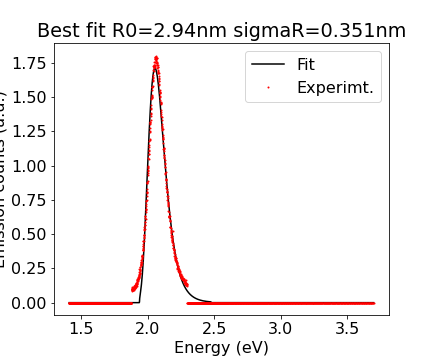 Best fit R0=2.94nm sigmaR=0.351nm
Fit
Experimt.
1.75
1.50
1.25
1.00
0.75
0.50
0.25
0.00
Emission counts (a.u.)
1.5 2.0 2.5 3.0 3.5
Energy (eV)